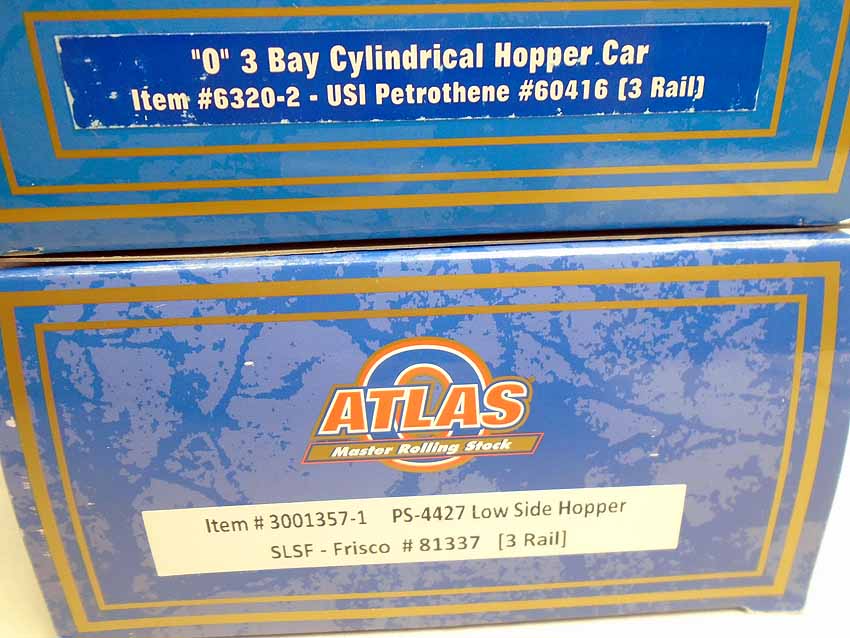 "O" 3 Bay Cylindrical Hopper Car
Item #6320-2 - USI Petrothene #60416 (3 Rail)
ATLAS
Master Rolling Stock
Item # 3001357-1 PS-4427 Low Side Hopper
SLSF - Frisco # 81337 [3 Rail]